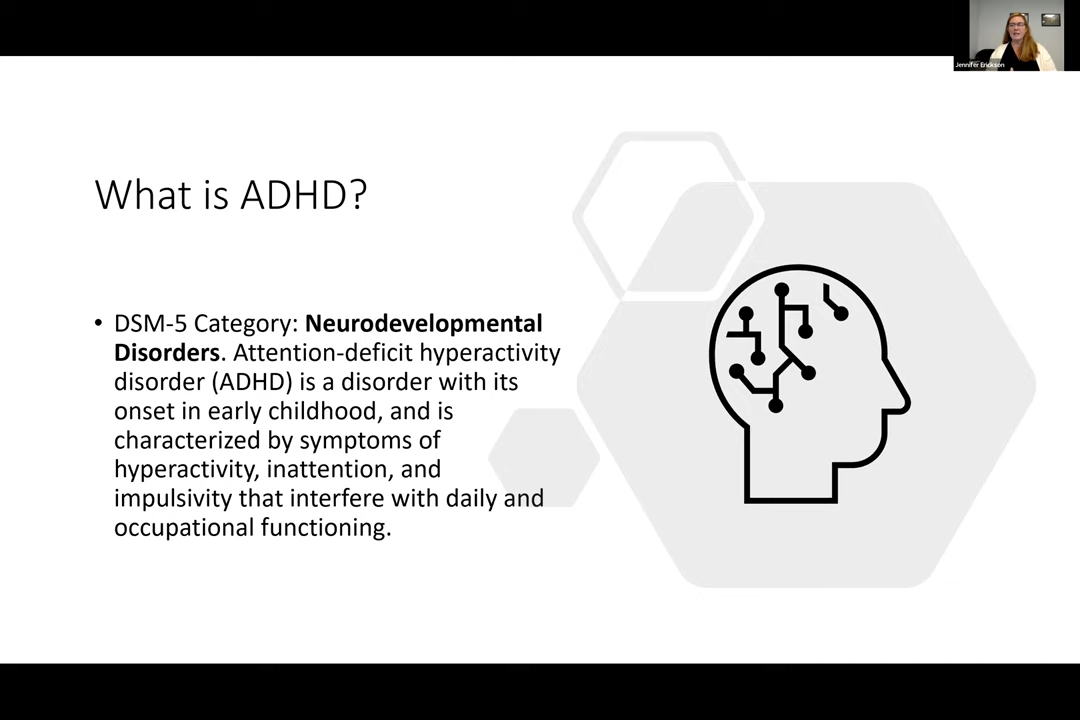 Jennifer Erickson
What is ADHD?
• DSM-5 Category: Neurodevelopmental
Disorders. Attention-deficit hyperactivity
disorder (ADHD) is a disorder with its
onset in early childhood, and is
characterized by symptoms of
hyperactivity, inattention, and
impulsivity that interfere with daily and
occupational functioning.